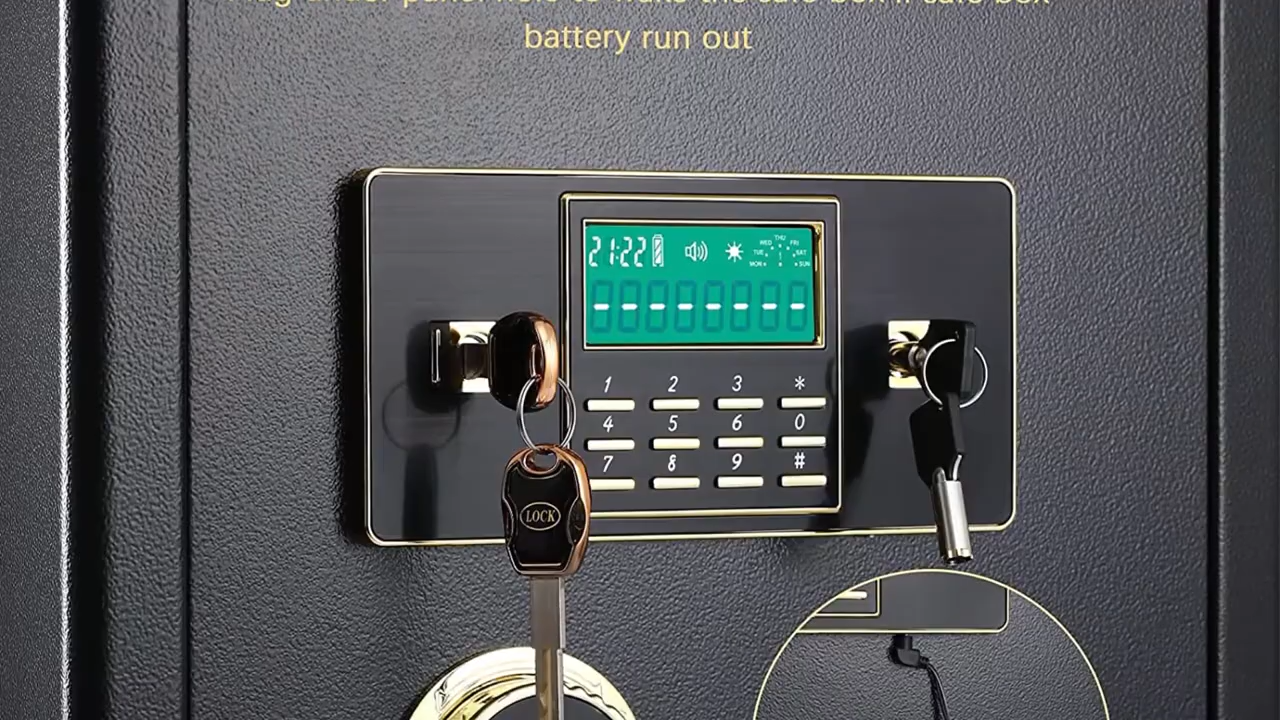 battery run out
21:22
WED THU FRI
TUE SAT
MON SUN
--------
1 2 3 *
4 5 6 0
7 8 9 #
LOCK